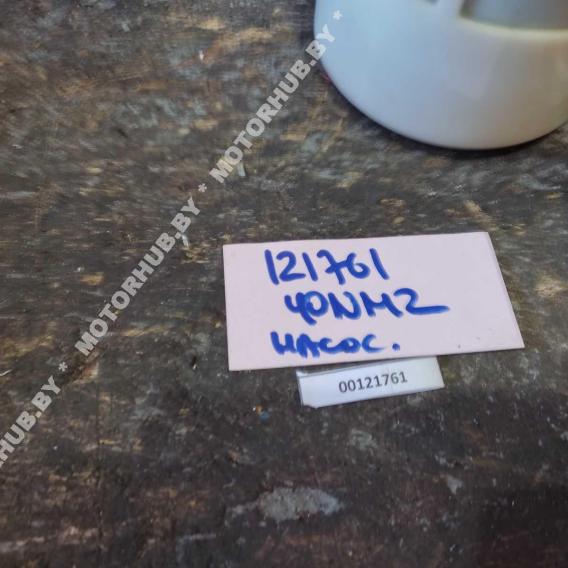 * MOTORHUB.BY * MOTORHUB.BY * MOTORHUB.BY *
121761
40NM2
насос.
00121761